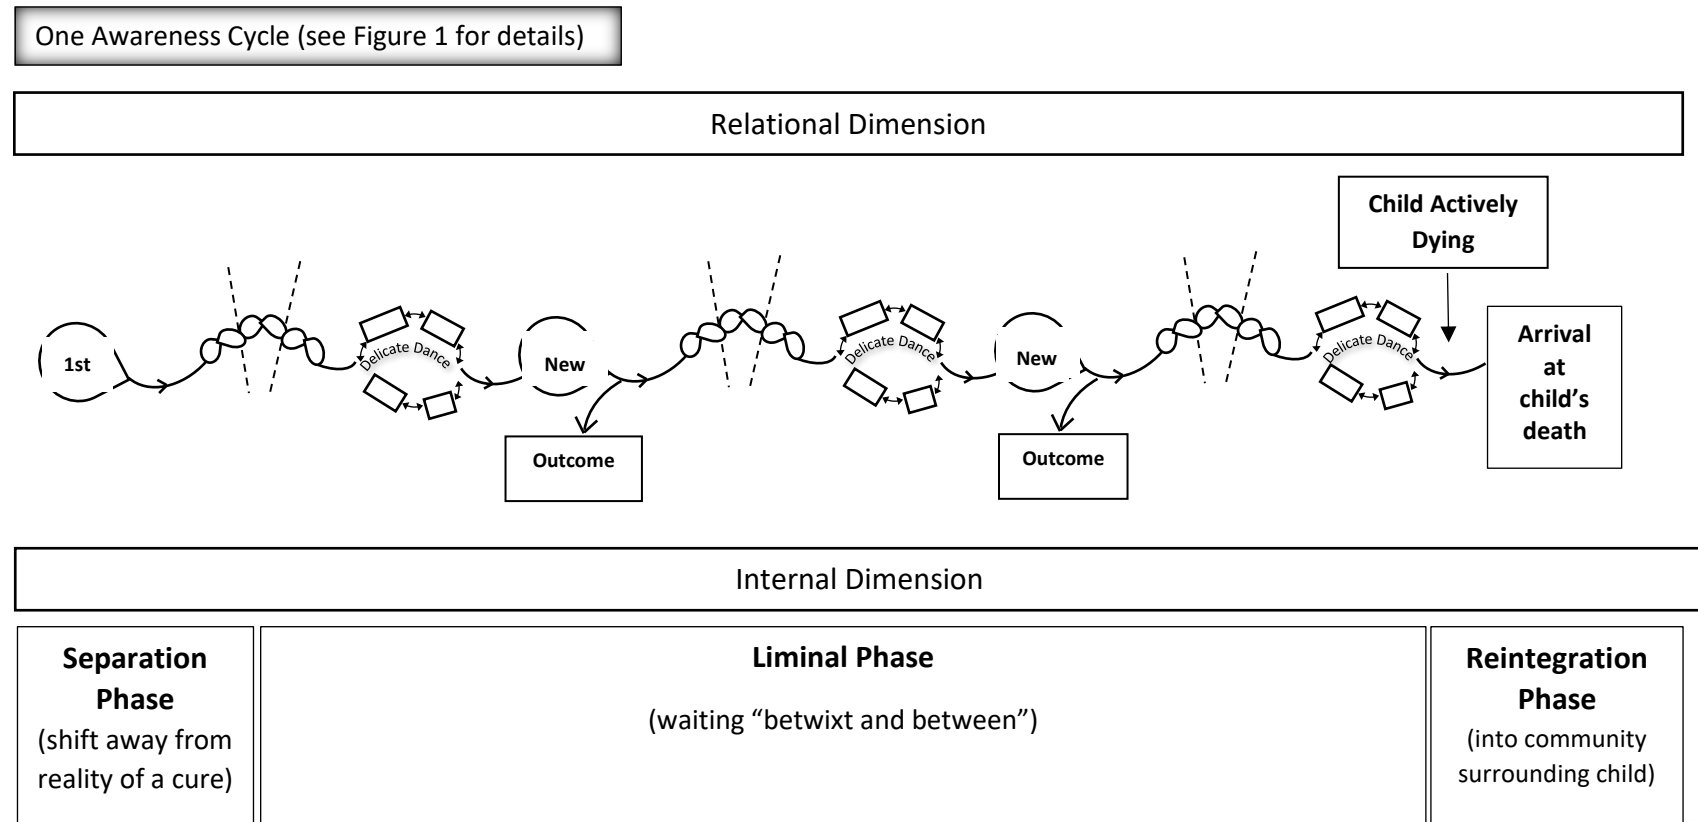 One Awareness Cycle (see Figure 1 for details)
Relational Dimension
Child Actively
Dying
1st
Delicate Dance
New
Delicate Dance
New
Delicate Dance
Arrival
at
child’s
death
Outcome
Outcome
Internal Dimension
Separation
Phase
(shift away from
reality of a cure)
Liminal Phase
(waiting “betwixt and between”)
Reintegration
Phase
(into community
surrounding child)